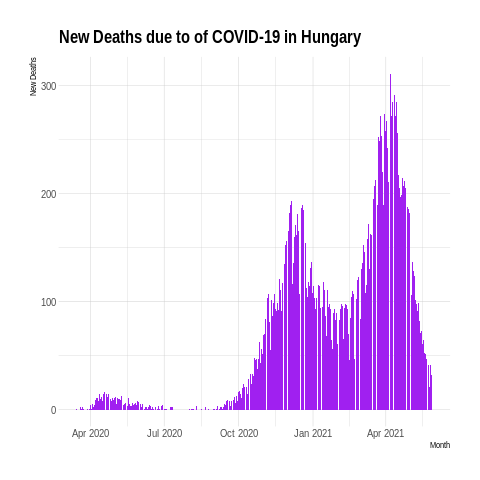 New Deaths due to of COVID-19 in Hungary
New Deaths
300
200
100
0
Apr 2020 Jul 2020 Oct 2020 Jan 2021 Apr 2021
Month